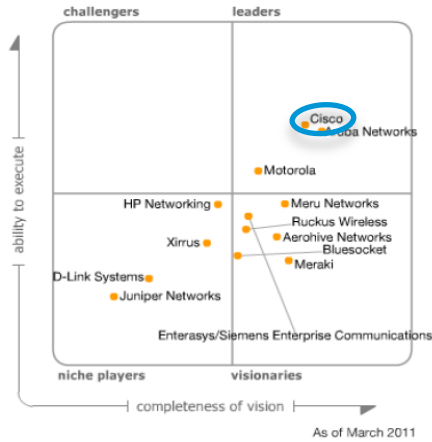 challengers
leaders
Cisco
Aruba Networks
Motorola
HP Networking
Meru Networks
Ruckus Wireless
Xirrus
Aerohive Networks
Bluesocket
Meraki
D-Link Systems
Juniper Networks
Enterasys/Siemens Enterprise Communications
niche players
visionaries
ability to execute
completeness of vision
As of March 2011